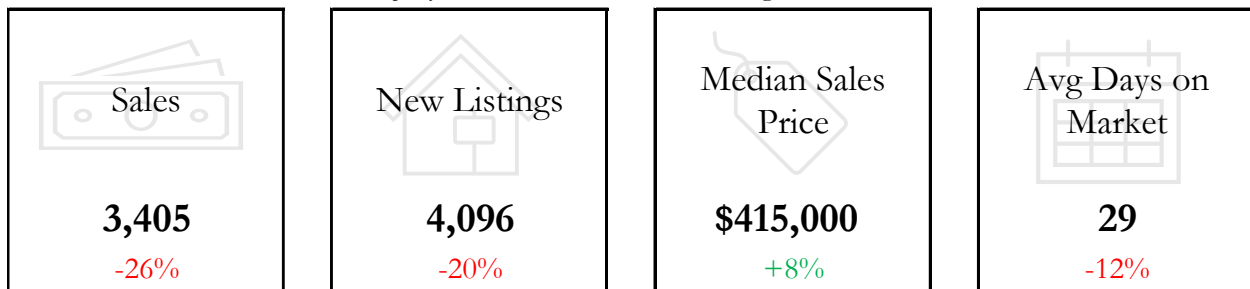 Sales
3,405
-26%
New Listings
4,096
-20%
Median Sales
Price
$415,000
+8%
Avg Days on
Market
29
-12%